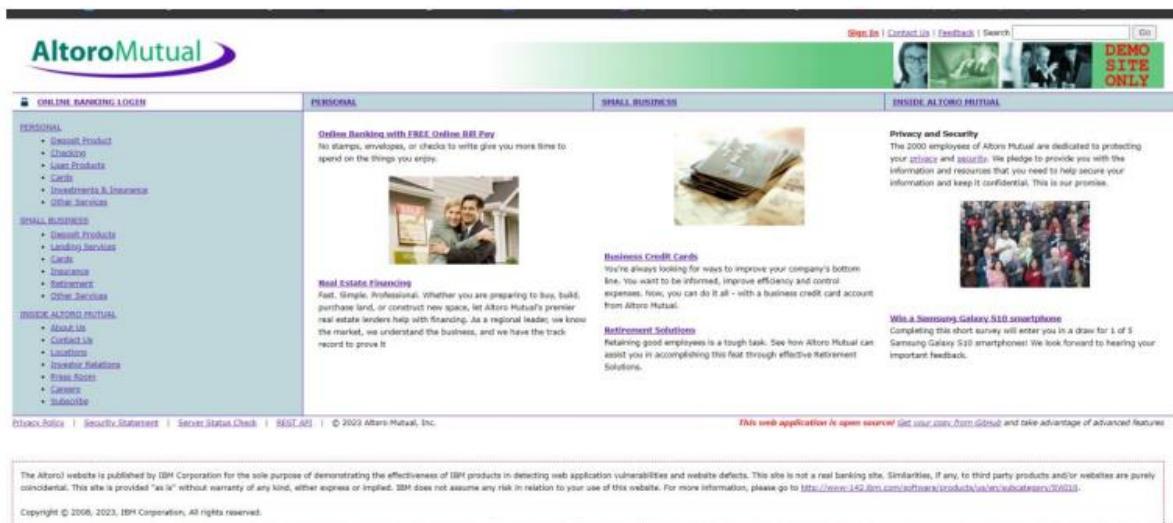 Sign In | Contact Us | Feedback | Search
Go
AltoroMutual
DEMO
SITE
ONLY
ONLINE BANKING LOGIN
PERSONAL
SMALL BUSINESS
INSIDE ALTORO MUTUAL
PERSONAL
Deposit Product
Checking
Loan Products
Cards
Investments & Insurance
Other Services
SMALL BUSINESS
Deposit Products
Lending Services
Cards
Insurance
Retirement
Other Services
INSIDE ALTORO MUTUAL
About Us
Contact Us
Locations
Investor Relations
Press Room
Careers
Subscribe
Online Banking with FREE Online Bill Pay
No stamps, envelopes, or checks to write give you more time to
spend on the things you enjoy.
Real Estate Financing
Fast. Simple. Professional. Whether you are preparing to buy, build,
purchase land, or construct new space, let Altoro Mutual's premier
real estate lenders help with financing. As a regional leader, we know
the market, we understand the business, and we have the track
record to prove it
Business Credit Cards
You're always looking for ways to improve your company's bottom
line. You want to be informed, improve efficiency and control
expenses. Now, you can do it all - with a business credit card account
from Altoro Mutual.
Retirement Solutions
Retaining good employees is a tough task. See how Altoro Mutual can
assist you in accomplishing this feat through effective Retirement
Solutions.
Privacy and Security
The 2000 employees of Altoro Mutual are dedicated to protecting
your privacy and security. We pledge to provide you with the
information and resources that you need to help secure your
information and keep it confidential. This is our promise.
Win a Samsung Galaxy S10 smartphone
Completing this short survey will enter you in a draw for 1 of 5
Samsung Galaxy S10 smartphones! We look forward to hearing your
important feedback.
Privacy Policy | Security Statement | Server Status Check | REST API | © 2023 Altoro Mutual, Inc.
This web application is open source! Get your copy from GitHub and take advantage of advanced features
The AltoroJ website is published by IBM Corporation for the sole purpose of demonstrating the effectiveness of IBM products in detecting web application vulnerabilities and website defects. This site is not a real banking site. Similarities, if any, to third party products and/or websites are purely
coincidental. This site is provided "as is" without warranty of any kind, either express or implied. IBM does not assume any risk in relation to your use of this website. For more information, please go to http://www-142.ibm.com/software/products/us/en/subcategory/SWI10.
Copyright © 2008, 2023, IBM Corporation, All rights reserved.